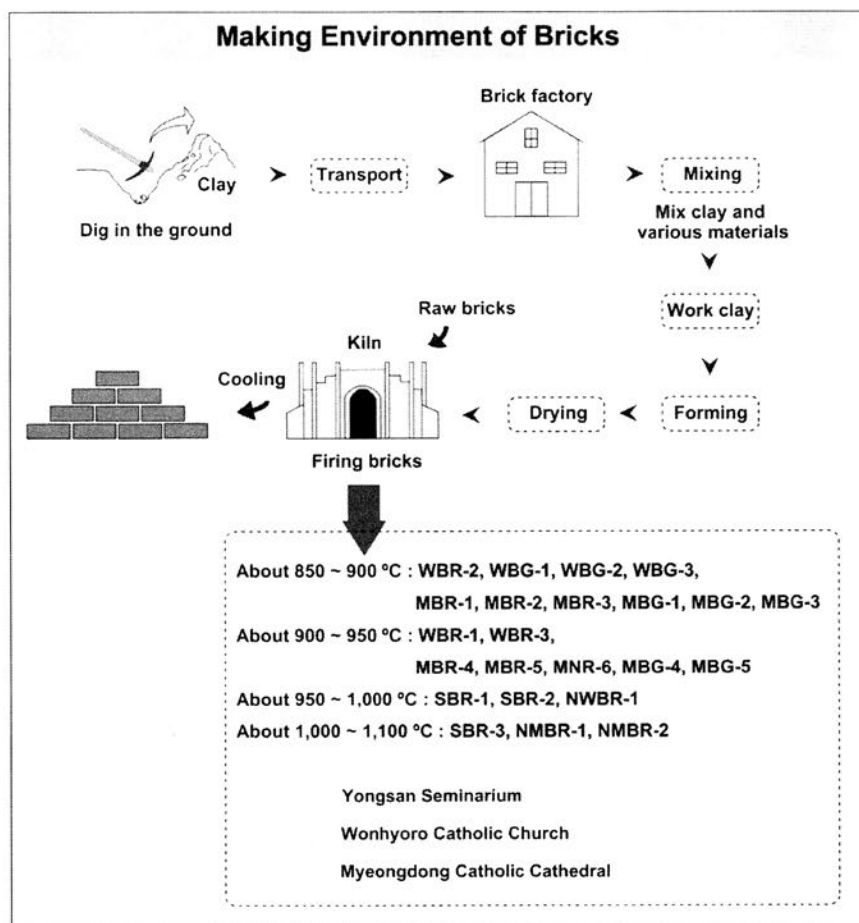 Making Environment of Bricks
Brick factory
Clay
Transport
Mixing
Dig in the ground
Mix clay and
various materials
Raw bricks
Work clay
Kiln
Cooling
Drying
Forming
Firing bricks
About 850 ~ 900 ºC : WBR-2, WBG-1, WBG-2, WBG-3,
MBR-1, MBR-2, MBR-3, MBG-1, MBG-2, MBG-3
About 900 ~ 950 ºC : WBR-1, WBR-3,
MBR-4, MBR-5, MNR-6, MBG-4, MBG-5
About 950 ~ 1,000 ºC : SBR-1, SBR-2, NWBR-1
About 1,000 ~ 1,100 ºC : SBR-3, NMBR-1, NMBR-2
Yongsan Seminarium
Wonhyoro Catholic Church
Myeongdong Catholic Cathedral